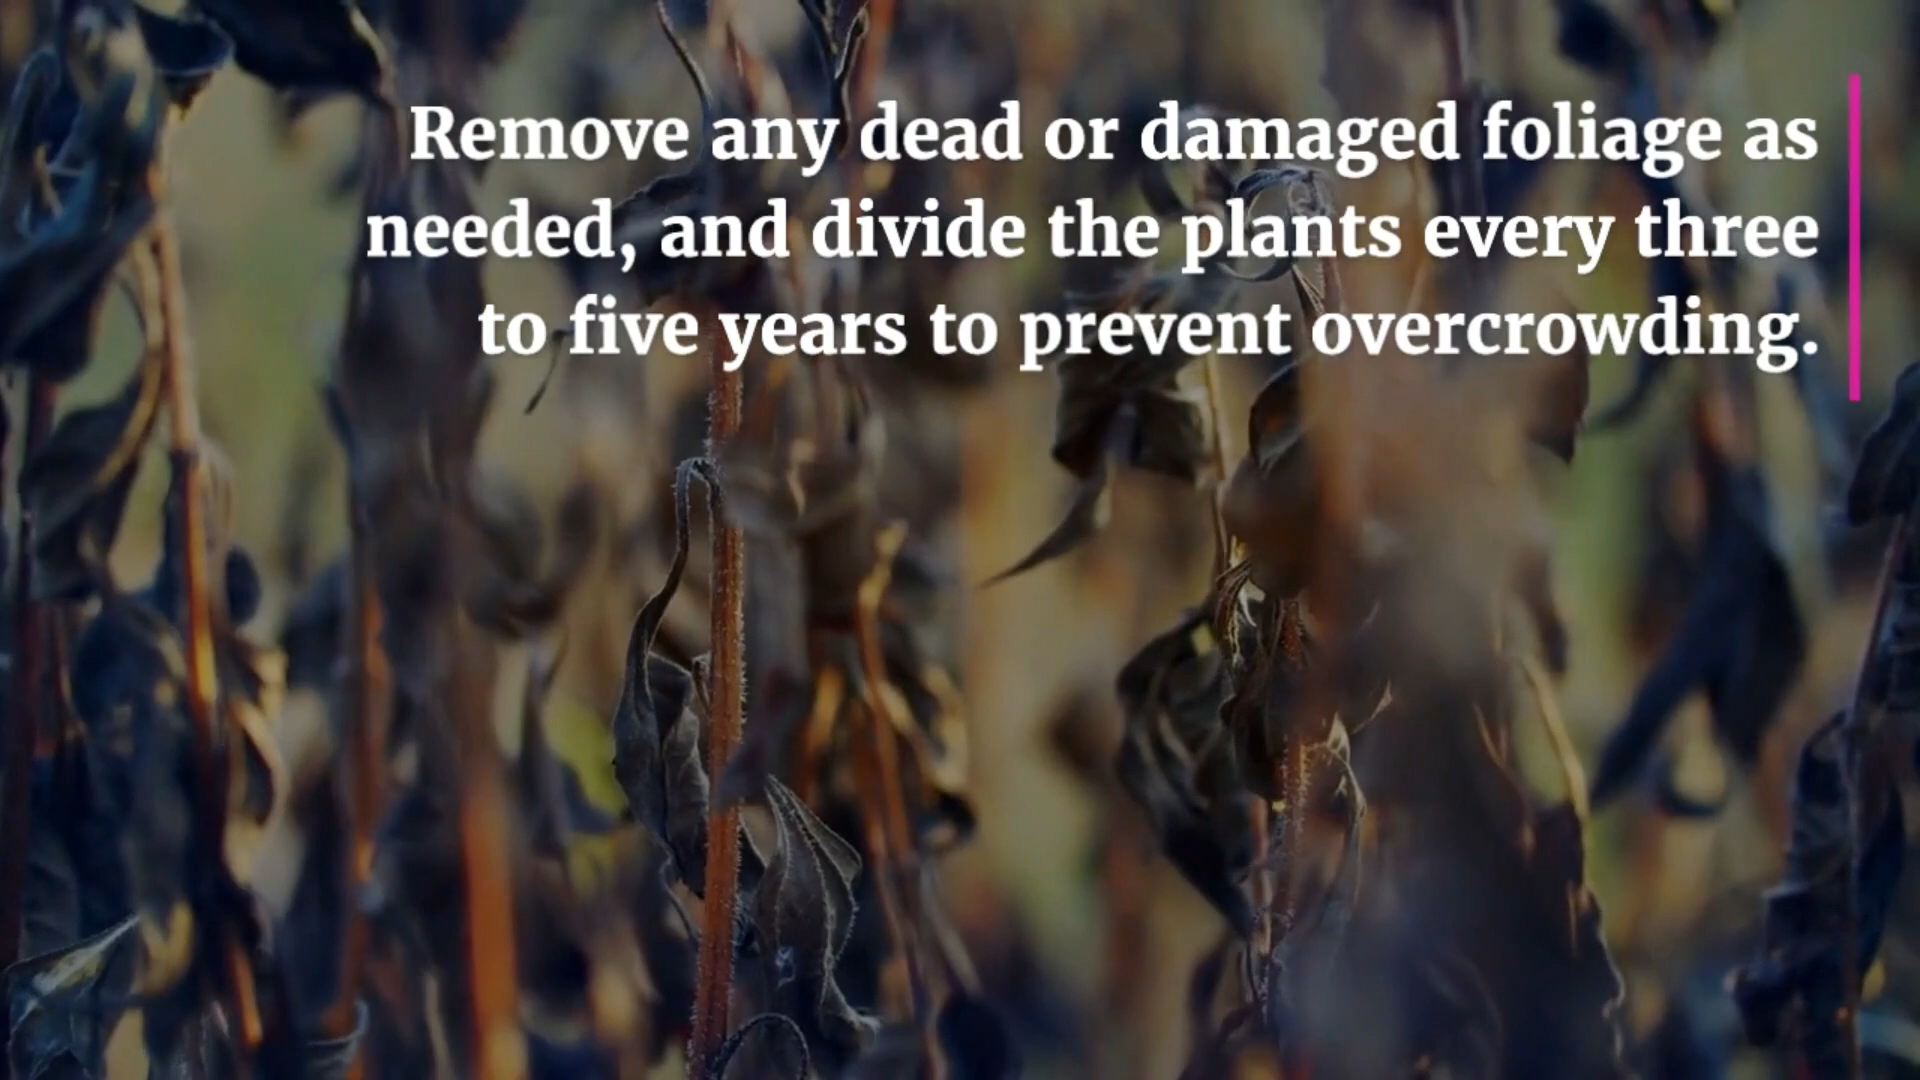 Remove any dead or damaged foliage as
needed, and divide the plants every three
to five years to prevent overcrowding.